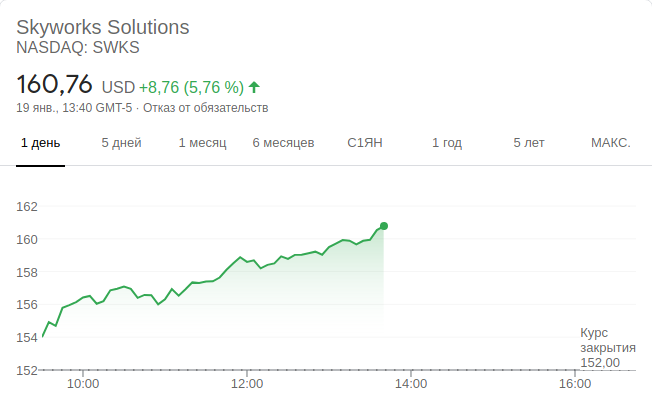 Skyworks Solutions
NASDAQ: SWKS
160,76 USD +8,76 (5,76 %)
19 янв., 13:40 GMT-5 · Отказ от обязательств
1 день 5 дней 1 месяц 6 месяцев С1ЯН 1 год 5 лет МАКС.
162
160
158
156
154
Курс
закрытия
152,00
152
10:00 12:00 14:00 16:00